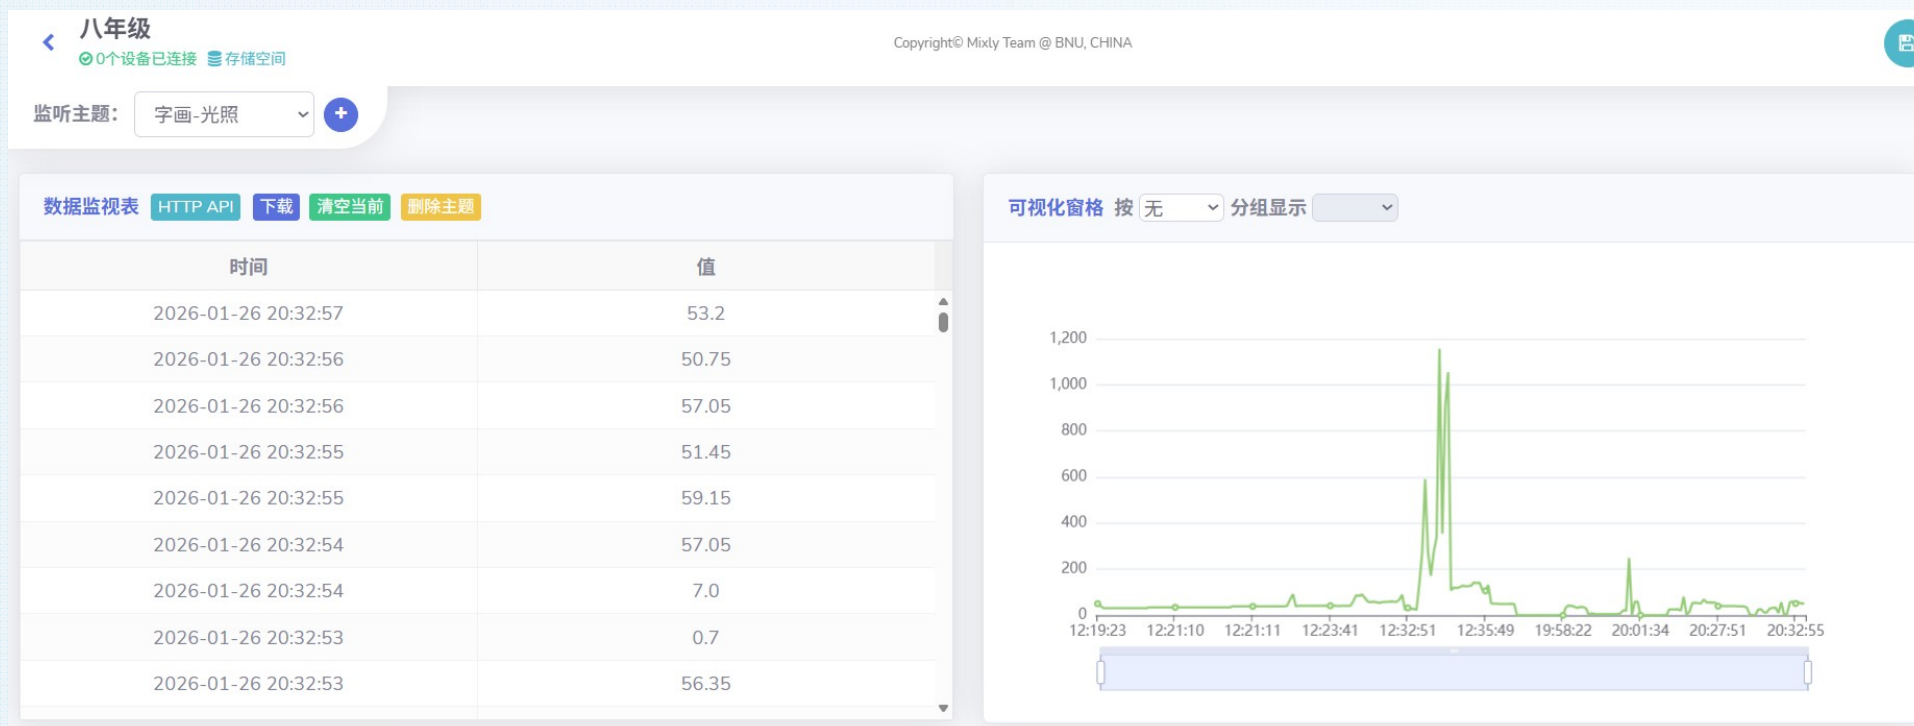 八年级
0个设备已连接 存储空间
Copyright© Mixly Team @ BNU, CHINA
监听主题： 字画-光照
数据监视表 HTTP API 下载 清空当前 删除主题
时间 值
2026-01-26 20:32:57 53.2
2026-01-26 20:32:56 50.75
2026-01-26 20:32:56 57.05
2026-01-26 20:32:55 51.45
2026-01-26 20:32:55 59.15
2026-01-26 20:32:54 57.05
2026-01-26 20:32:54 7.0
2026-01-26 20:32:53 0.7
2026-01-26 20:32:53 56.35
可视化窗格 按 无 分组显示
1,200
1,000
800
600
400
200
0
12:19:23 12:21:10 12:21:11 12:23:41 12:32:51 12:35:49 19:58:22 20:01:34 20:27:51 20:32:55